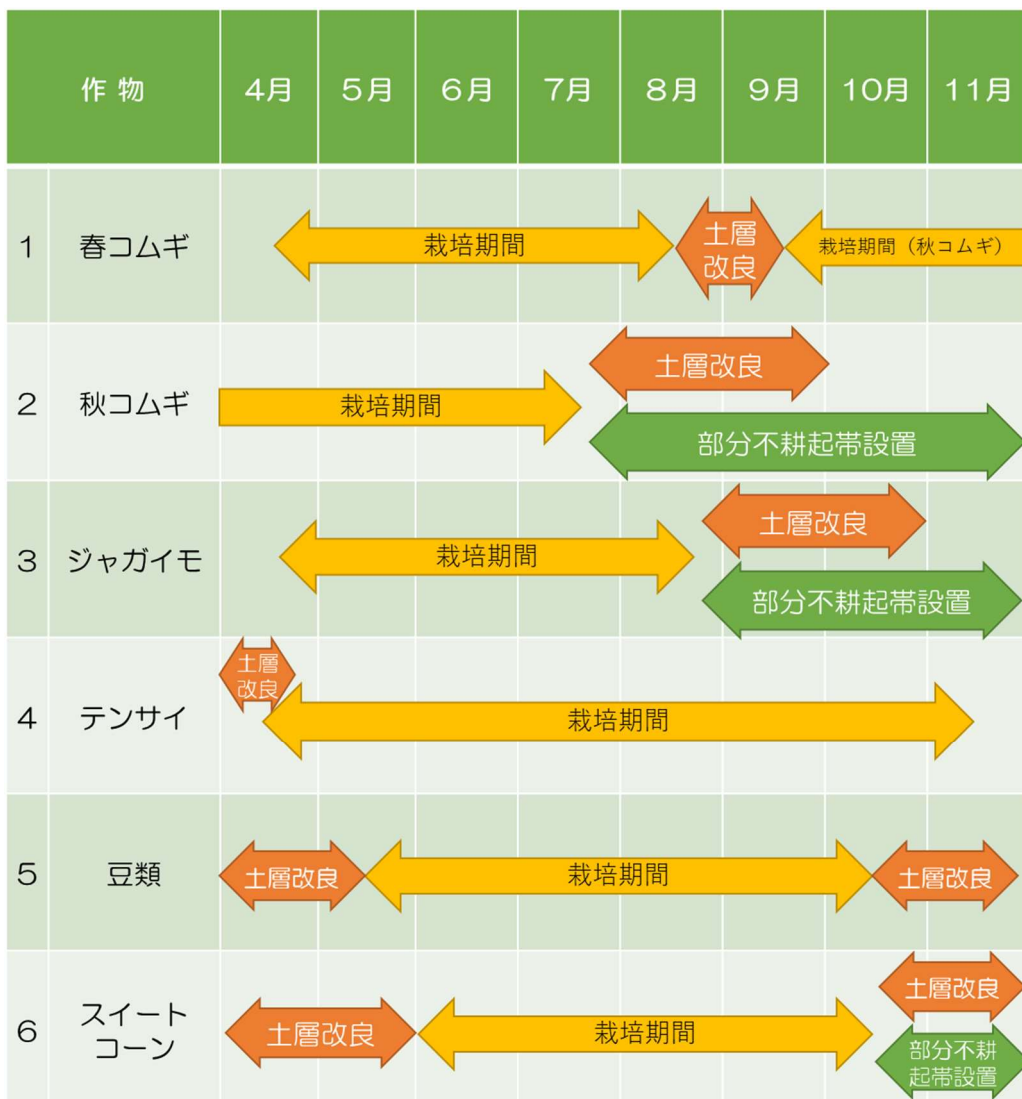 作 物 4月 5月 6月 7月 8月 9月 10月 11月
1 春コムギ 栽培期間 土層 栽培期間（秋コムギ）
改良
土層改良
2 秋コムギ 栽培期間
部分不耕起帯設置
土層改良
3 ジャガイモ 栽培期間
部分不耕起帯設置
土層
改良
4 テンサイ 栽培期間
5 豆類 土層改良 栽培期間 土層改良
土層改良
6 スイート
コーン 土層改良 栽培期間
部分不耕
起帯設置